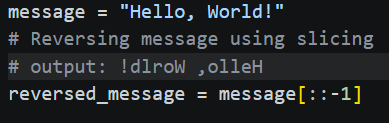 message = "Hello, World!"
# Reversing message using slicing
# output: !dlroW ,olleH
reversed_message = message[::-1]